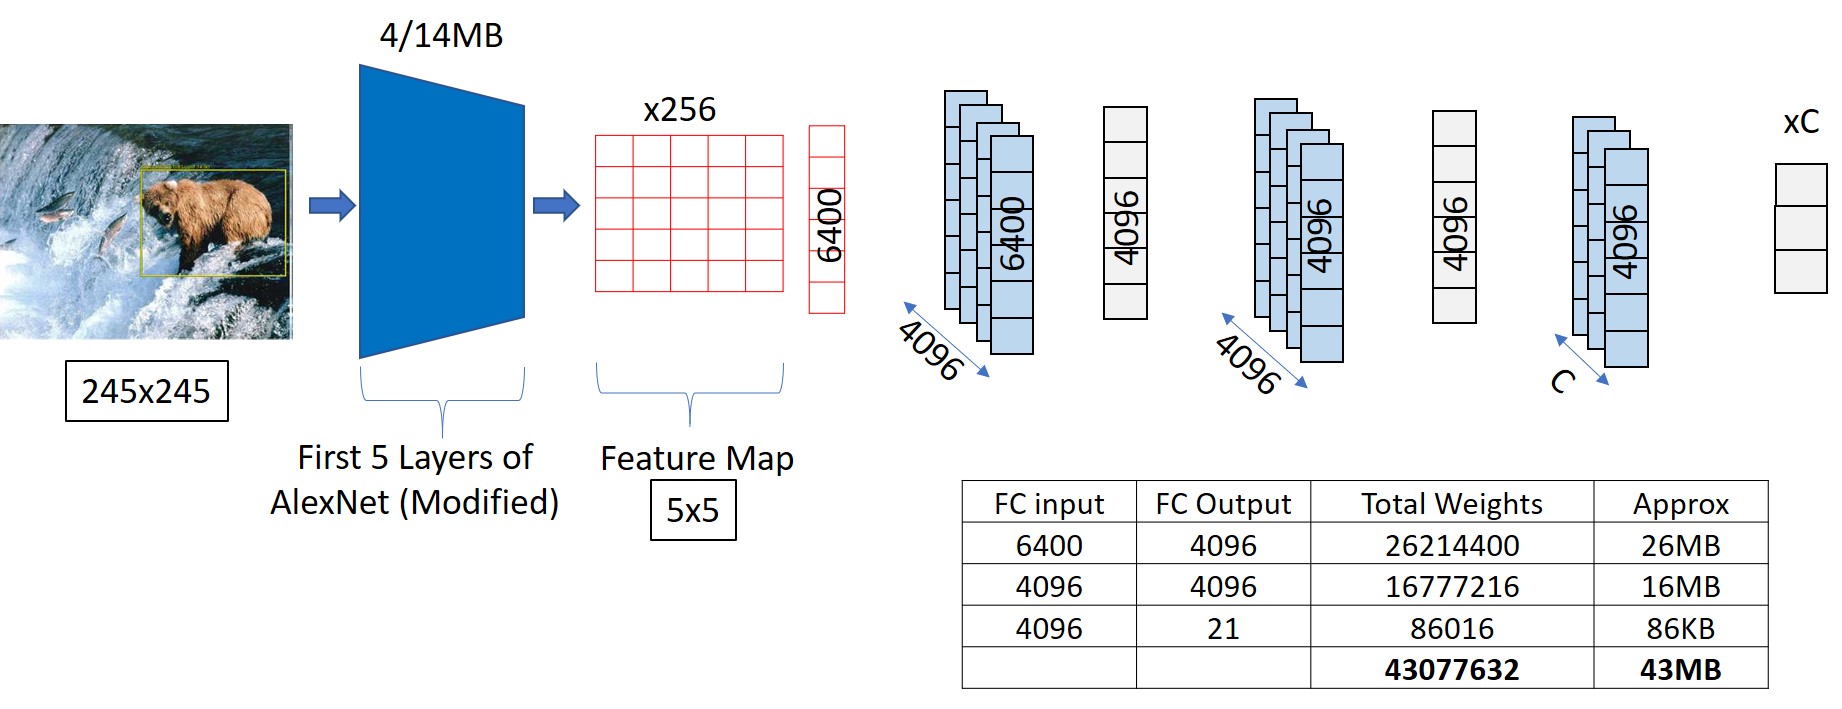 4/14MB
x256
xC
6400
6400
4096
4096
4096
4096
4096
4096
C
245x245
First 5 Layers of
AlexNet (Modified)
Feature Map
5x5
FC input FC Output Total Weights Approx
6400 4096 26214400 26MB
4096 4096 16777216 16MB
4096 21 86016 86KB
43077632 43MB